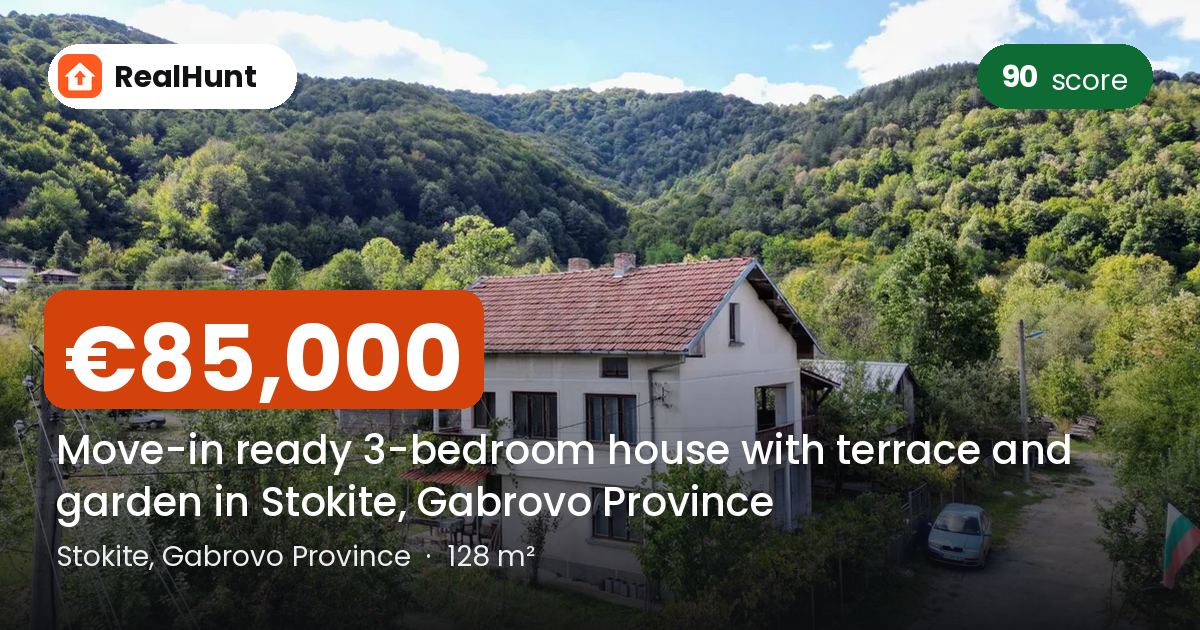 RealHunt
90 score
€85,000
Move-in ready 3-bedroom house with terrace and
garden in Stokite, Gabrovo Province
Stokite, Gabrovo Province · 128 m²